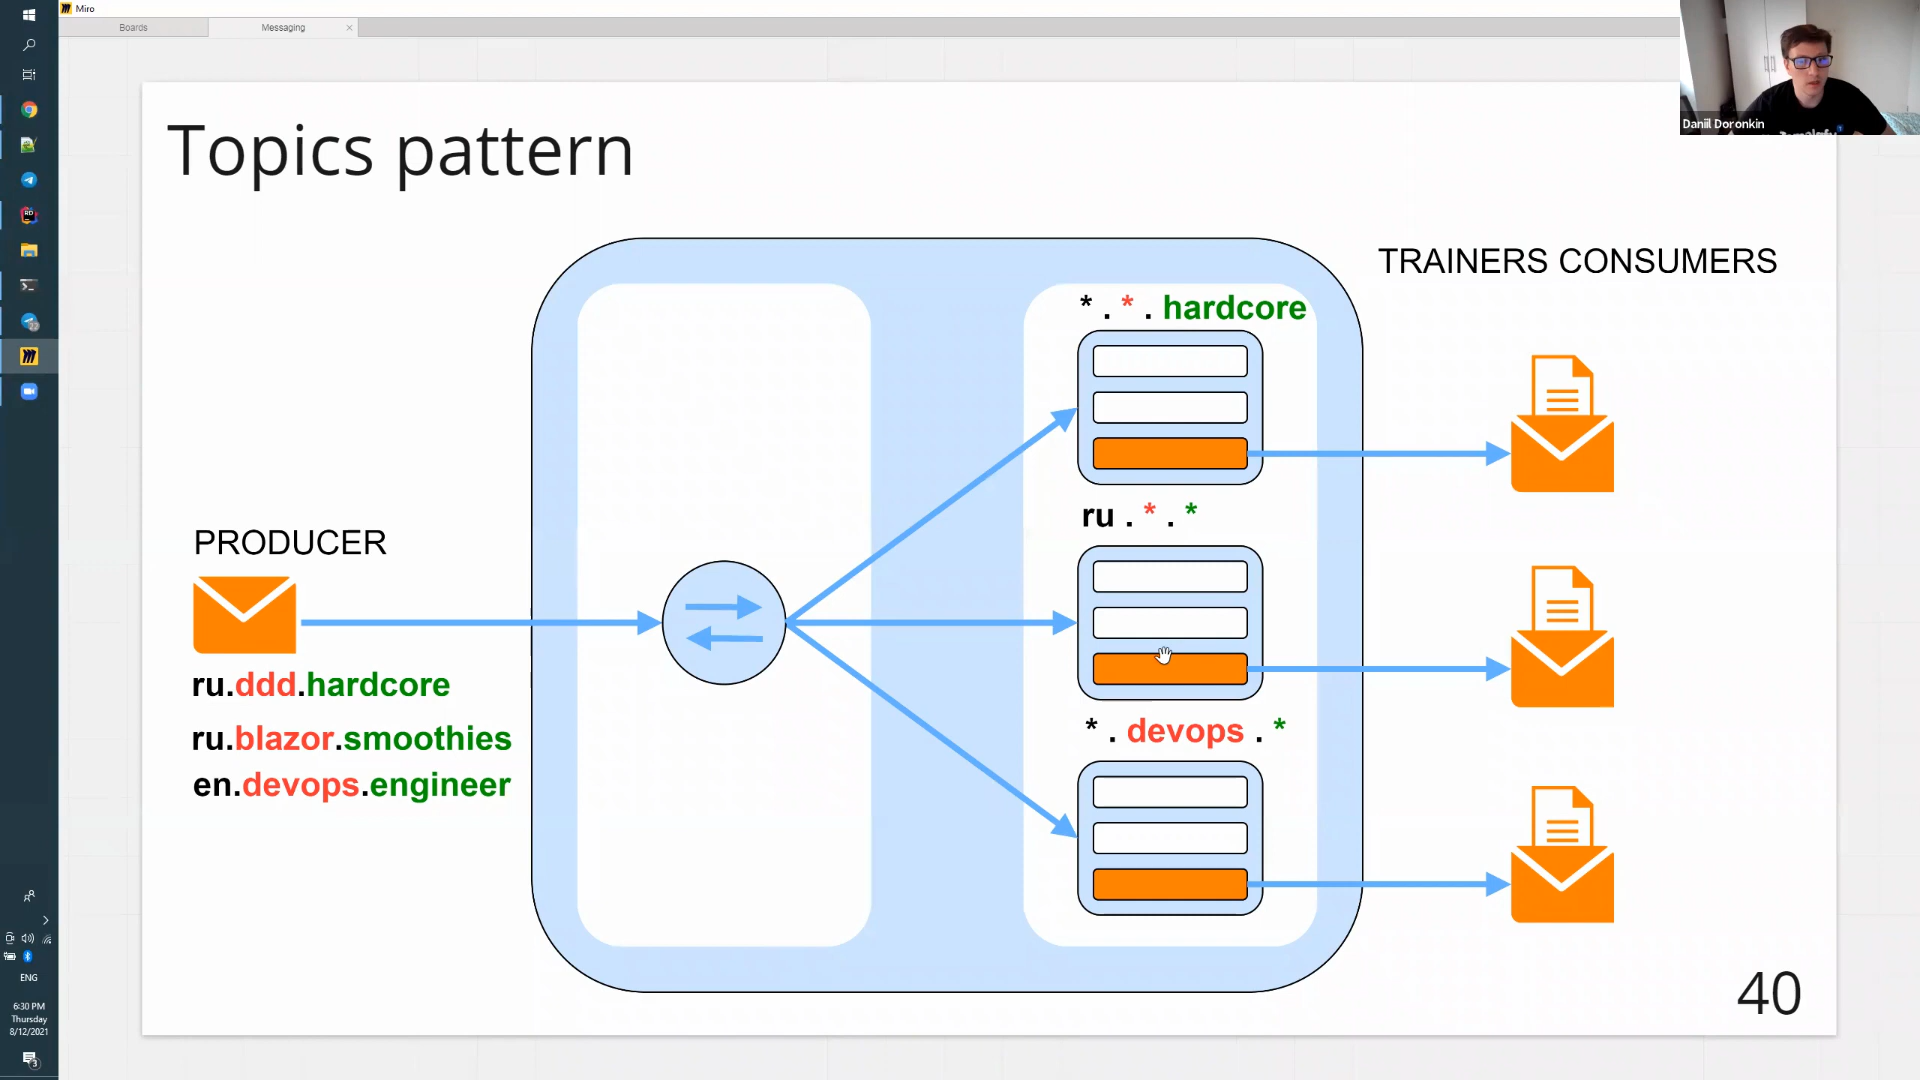 Miro
Boards
Messaging
Daniil Doronkin
Topics pattern
TRAINERS CONSUMERS
* . * . hardcore
ru . * . *
PRODUCER
ru.ddd.hardcore
ru.blazor.smoothies
en.devops.engineer
* . devops . *
40
ENG
6:30 PM
Thursday
8/12/2021
3